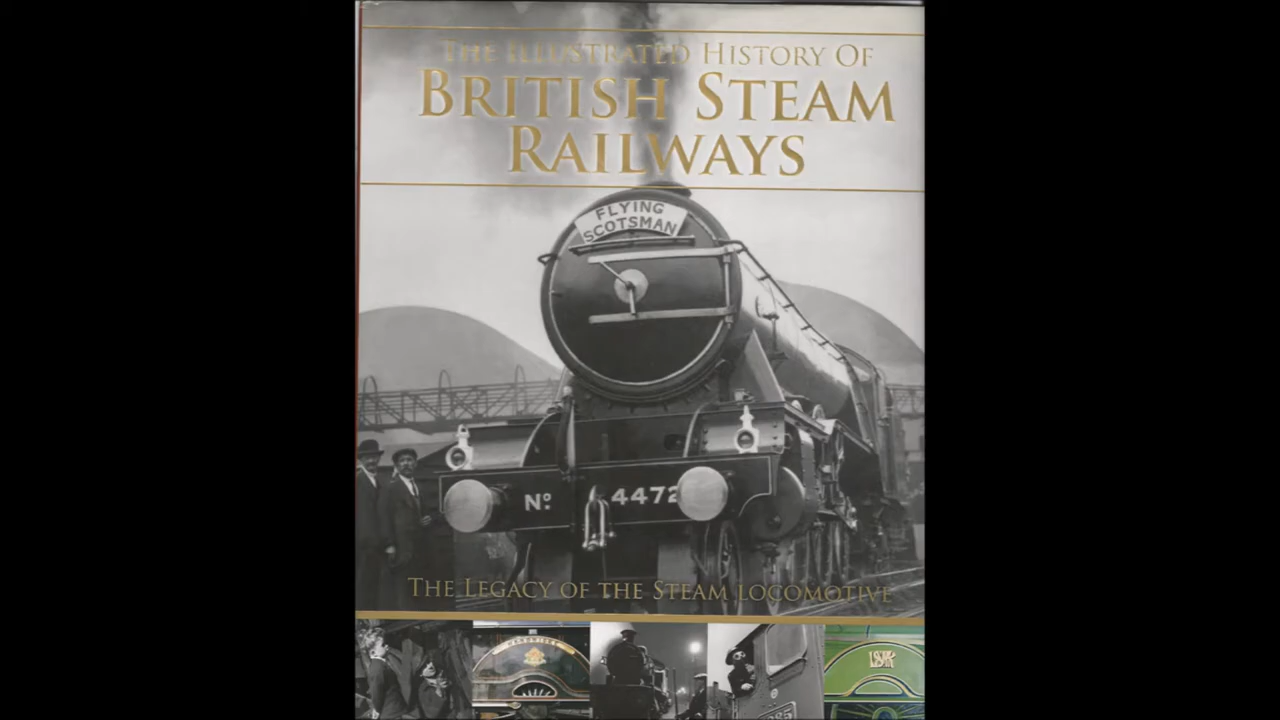 THE ILLUSTRATED HISTORY OF
BRITISH STEAM
RAILWAYS
FLYING
SCOTSMAN
Nº 4472
THE LEGACY OF THE STEAM LOCOMOTIVE